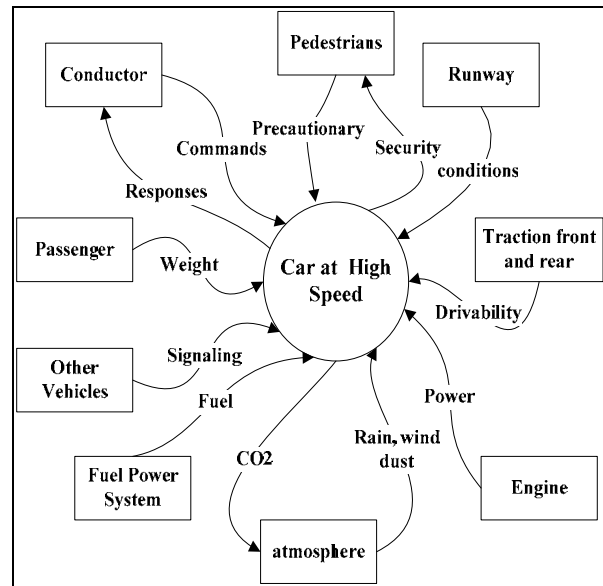 Pedestrians
Conductor
Runway
Precautionary
Commands
Security
conditions
Responses
Passenger
Weight
Car at High
Speed
Traction front
and rear
Drivability
Signaling
Other
Vehicles
Fuel
Power
CO2
Rain, wind
dust
Fuel Power
System
Engine
atmosphere